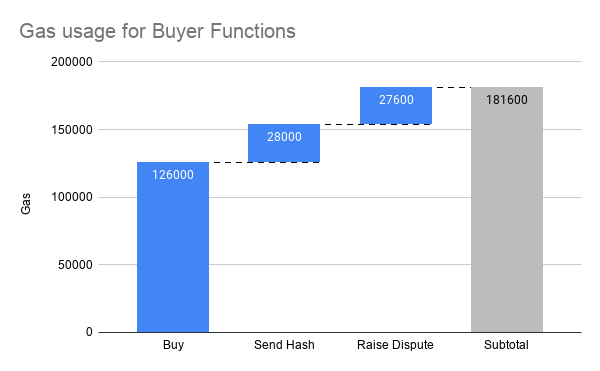 Gas usage for Buyer Functions
200000
150000
100000
50000
0
Gas
126000
28000
27600
181600
Buy
Send Hash
Raise Dispute
Subtotal